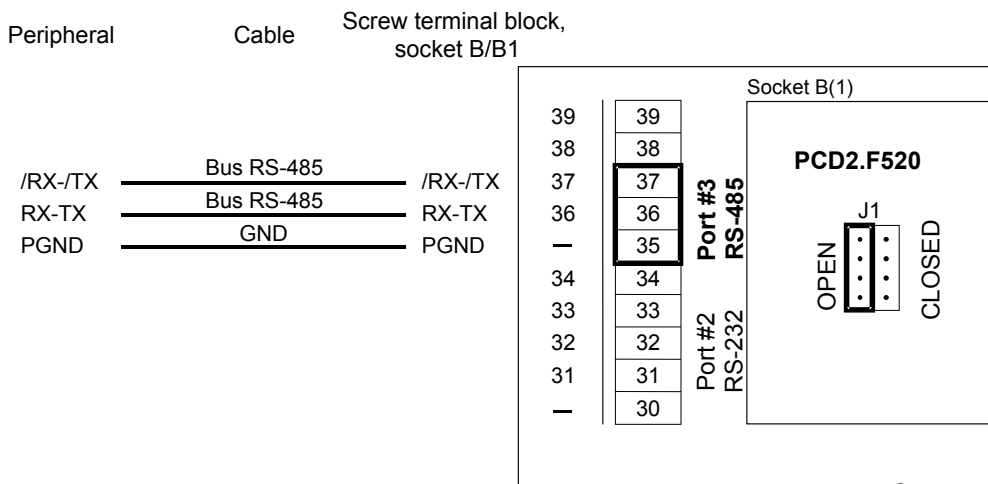 Peripheral
Cable
Screw terminal block,
socket B/B1
Socket B(1)
39 39
38 38
/RX-/TX Bus RS-485 /RX-/TX 37 37
RX-TX Bus RS-485 RX-TX 36 36
PGND GND PGND — 35
34 34
33 33
32 32
31 31
— 30
Port #3
RS-485
Port #2
RS-232
PCD2.F520
J1
OPEN
CLOSED